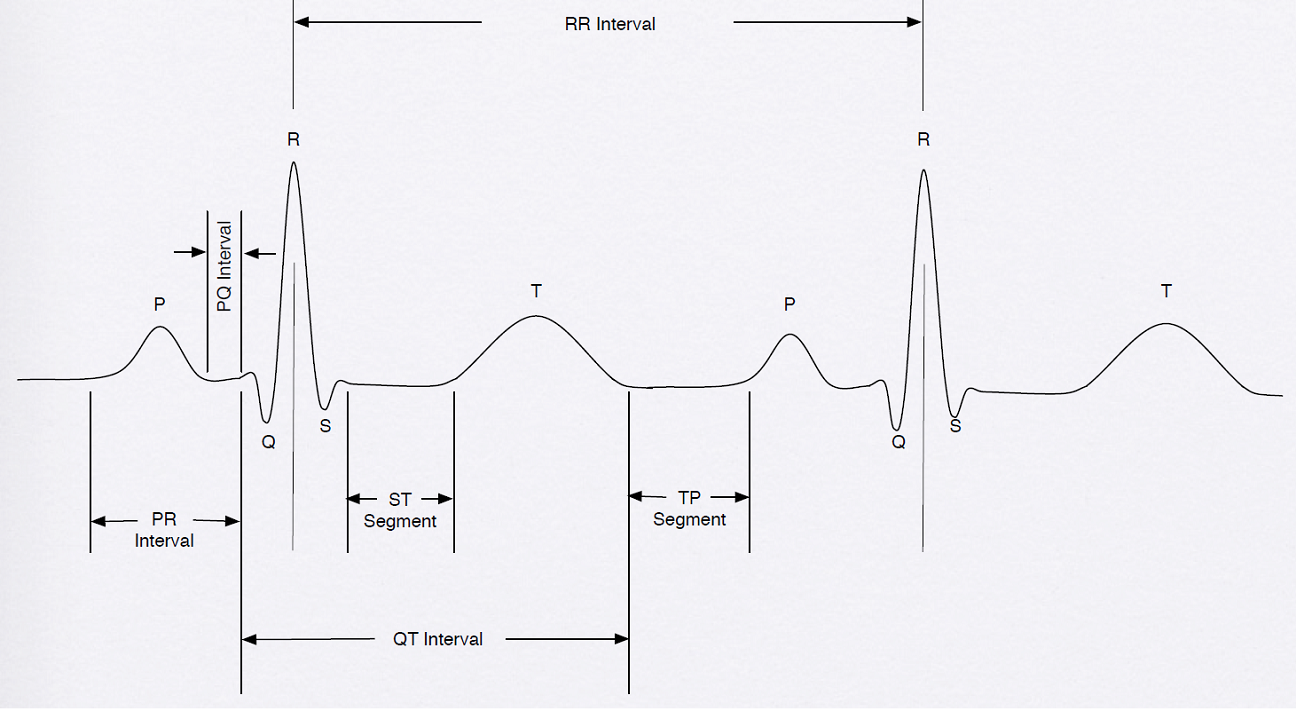 RR Interval
R
R
PQ Interval
P
T
P
T
Q
S
Q
S
PR
Interval
ST
Segment
TP
Segment
QT Interval